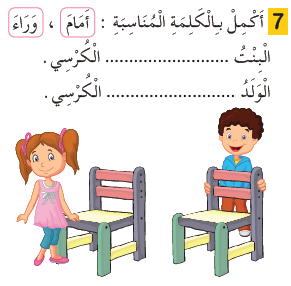 7 أَكْمِلْ بِالْكَلِمَةِ الْمُنَاسِبَةِ : أَمَامَ ، وَرَاءَ
الْبِنْتُ ........................ الْكُرْسِي .
الْوَلَدُ ........................ الْكُرْسِي .